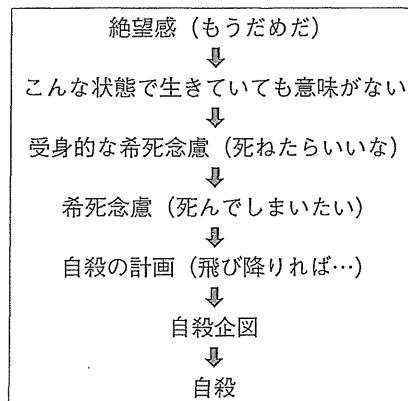 絶望感（もうだめだ）
⇩
こんな状態で生きていても意味がない
⇩
受身的な希死念慮（死ねたらいいな）
⇩
希死念慮（死んでしまいたい）
⇩
自殺の計画（飛び降りれば…）
⇩
自殺企図
⇩
自殺